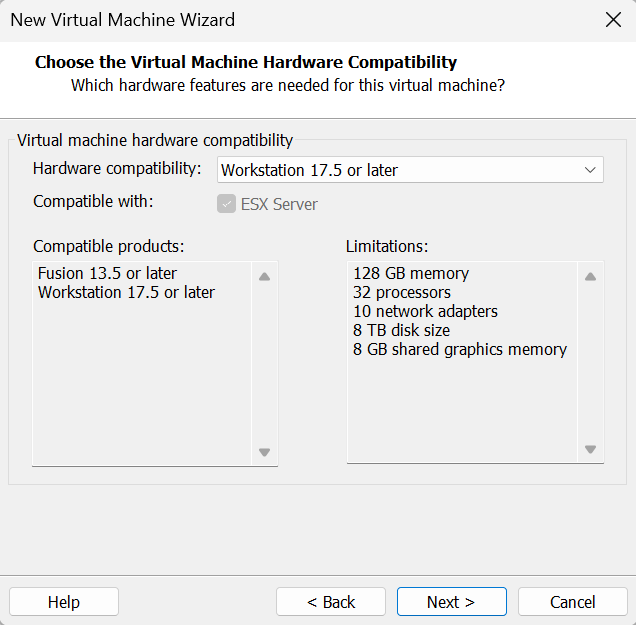 New Virtual Machine Wizard
Choose the Virtual Machine Hardware Compatibility
Which hardware features are needed for this virtual machine?
Virtual machine hardware compatibility
Hardware compatibility: Workstation 17.5 or later
Compatible with: ESX Server
Compatible products:
Fusion 13.5 or later
Workstation 17.5 or later
Limitations:
128 GB memory
32 processors
10 network adapters
8 TB disk size
8 GB shared graphics memory
Help < Back Next > Cancel